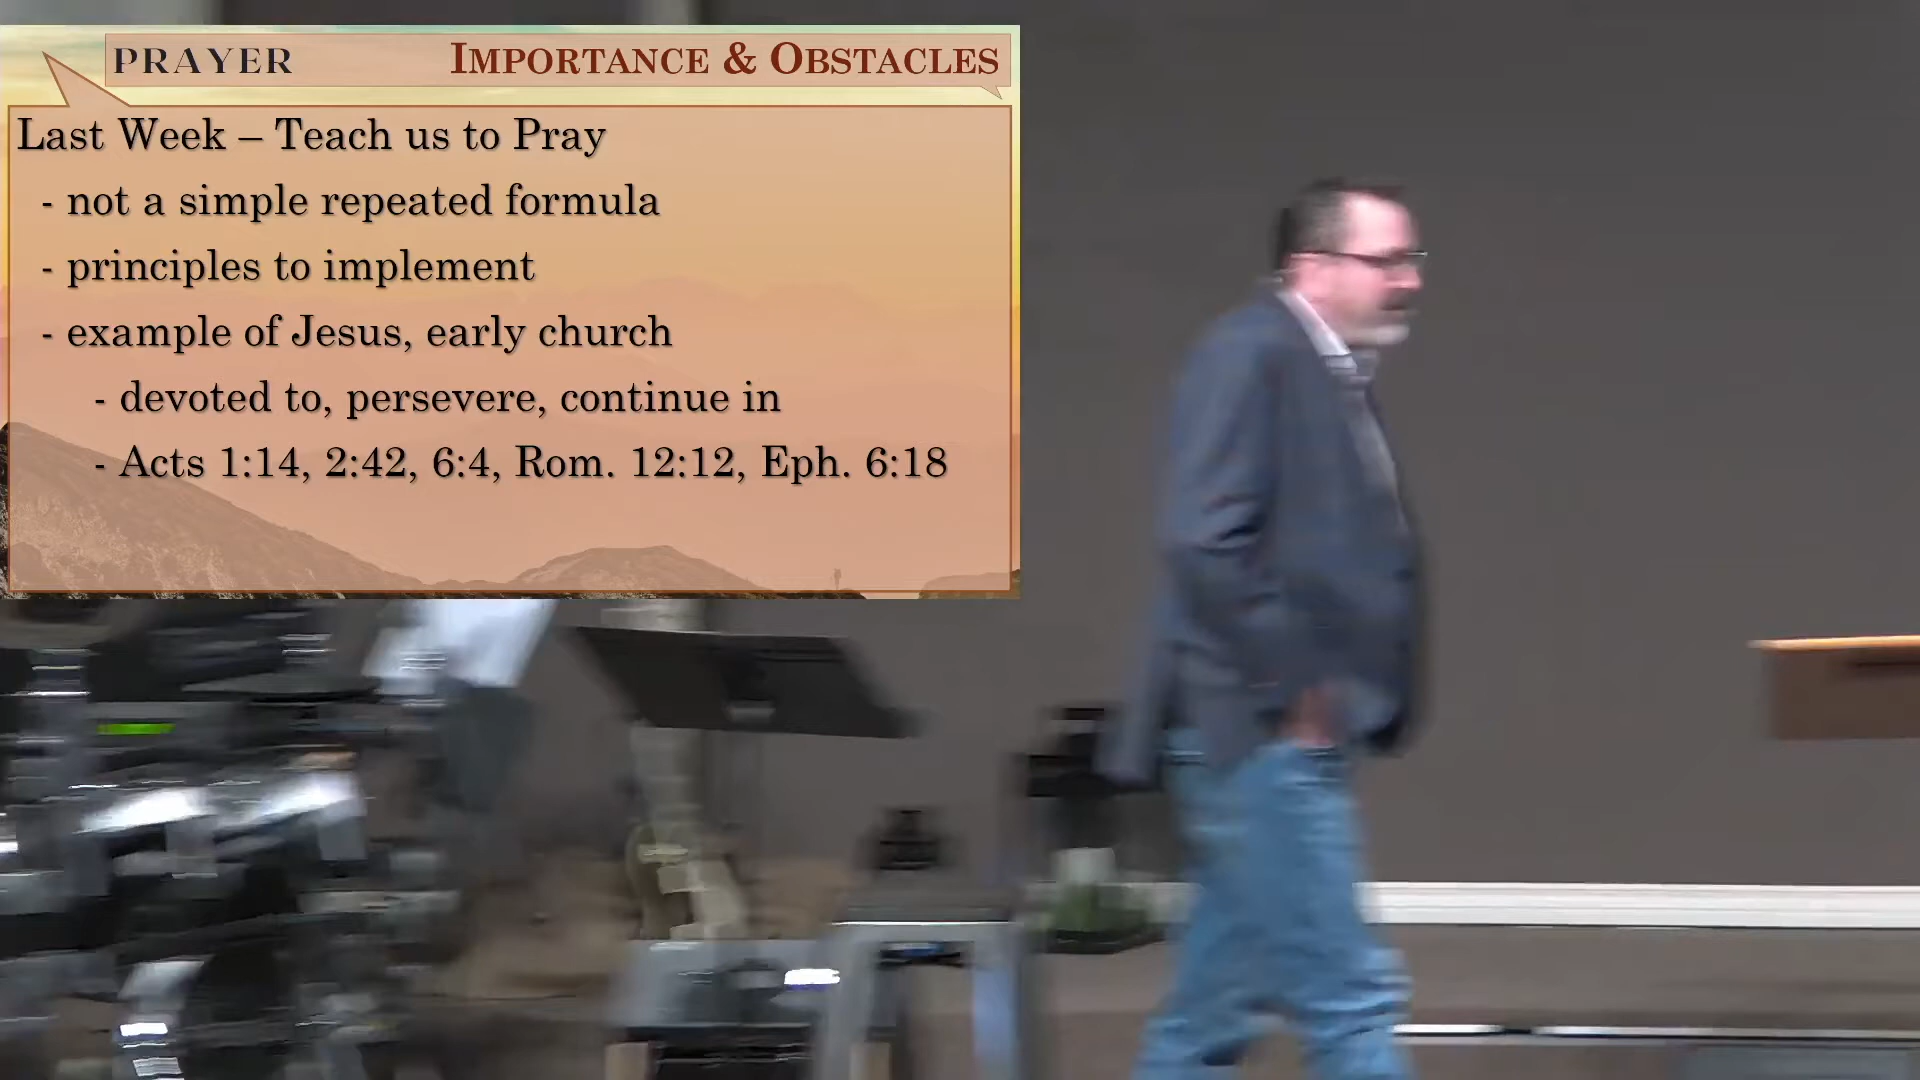 PRAYER IMPORTANCE & OBSTACLES
Last Week – Teach us to Pray
- not a simple repeated formula
- principles to implement
- example of Jesus, early church
- devoted to, persevere, continue in
- Acts 1:14, 2:42, 6:4, Rom. 12:12, Eph. 6:18